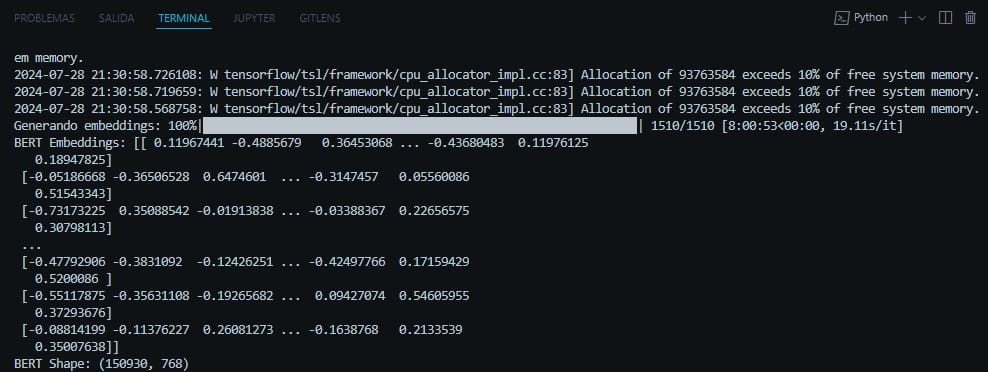 PROBLEMAS SALIDA TERMINAL JUPYTER GITLENS Python
em memory.
2024-07-28 21:30:58.726108: W tensorflow/tsl/framework/cpu_allocator_impl.cc:83] Allocation of 93763584 exceeds 10% of free system memory.
2024-07-28 21:30:58.719659: W tensorflow/tsl/framework/cpu_allocator_impl.cc:83] Allocation of 93763584 exceeds 10% of free system memory.
2024-07-28 21:30:58.568758: W tensorflow/tsl/framework/cpu_allocator_impl.cc:83] Allocation of 93763584 exceeds 10% of free system memory.
Generando embeddings: 100%| | 1510/1510 [8:00:53<00:00, 19.11s/it]
BERT Embeddings: [[ 0.11967441 -0.4885679 0.36453068 ... -0.43680483 0.11976125
0.18947825]
[-0.05186668 -0.36506528 0.6474601 ... -0.3147457 0.05560086
0.51543343]
[-0.73173225 0.35088542 -0.01913838 ... -0.03388367 0.22656575
0.30798113]
...
[-0.47792906 -0.3831092 -0.12426251 ... -0.42497766 0.17159429
0.5200086 ]
[-0.55117875 -0.35631108 -0.19265682 ... 0.09427074 0.54605955
0.37293676]
[-0.08814199 -0.11376227 0.26081273 ... -0.1638768 0.2133539
0.35007638]]
BERT Shape: (150930, 768)